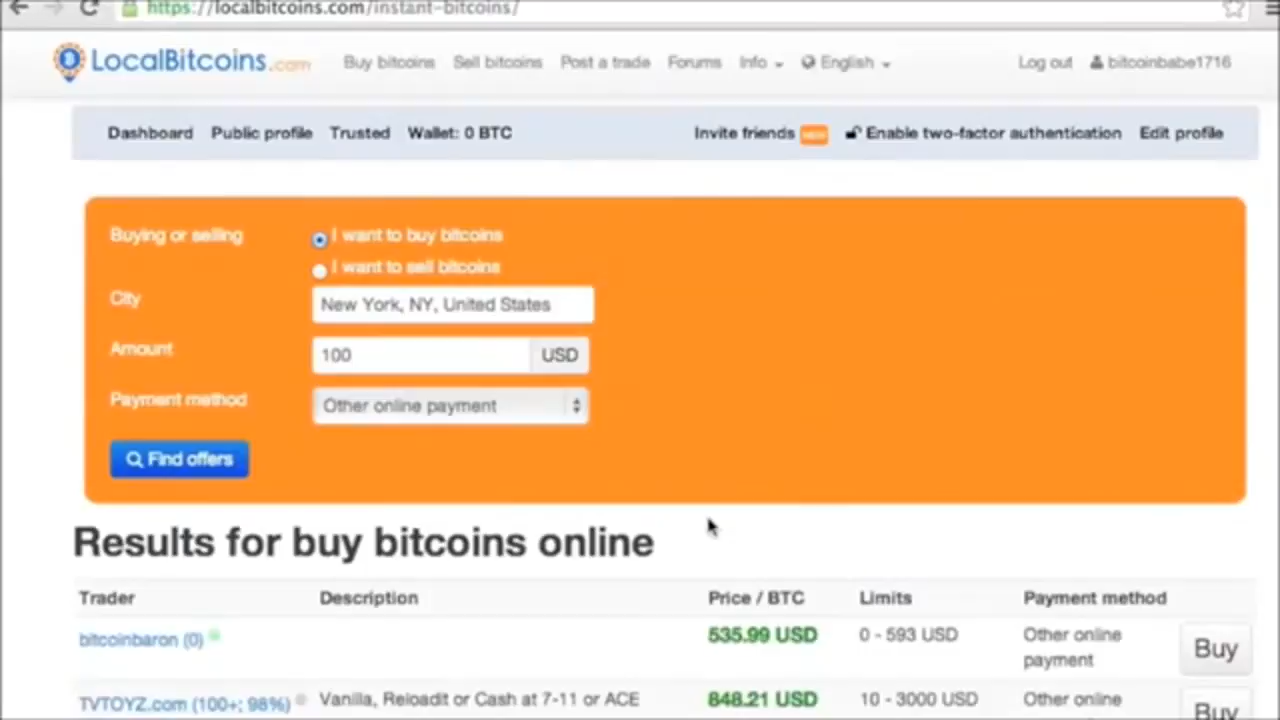 https://localbitcoins.com/instant-bitcoins/
LocalBitcoins.com Buy bitcoins Sell bitcoins Post a trade Forums Info English Log out bitcoinbabe1716
Dashboard Public profile Trusted Wallet: 0 BTC Invite friends NEW Enable two-factor authentication Edit profile
Buying or selling I want to buy bitcoins
I want to sell bitcoins
City New York, NY, United States
Amount 100 USD
Payment method Other online payment
Find offers
Results for buy bitcoins online
Trader Description Price / BTC Limits Payment method
bitcoinbaron (0) 535.99 USD 0 - 593 USD Other online
payment Buy
TVTOYZ.com (100+; 98%) Vanilla, Reloadit or Cash at 7-11 or ACE 848.21 USD 10 - 3000 USD Other online
Buy